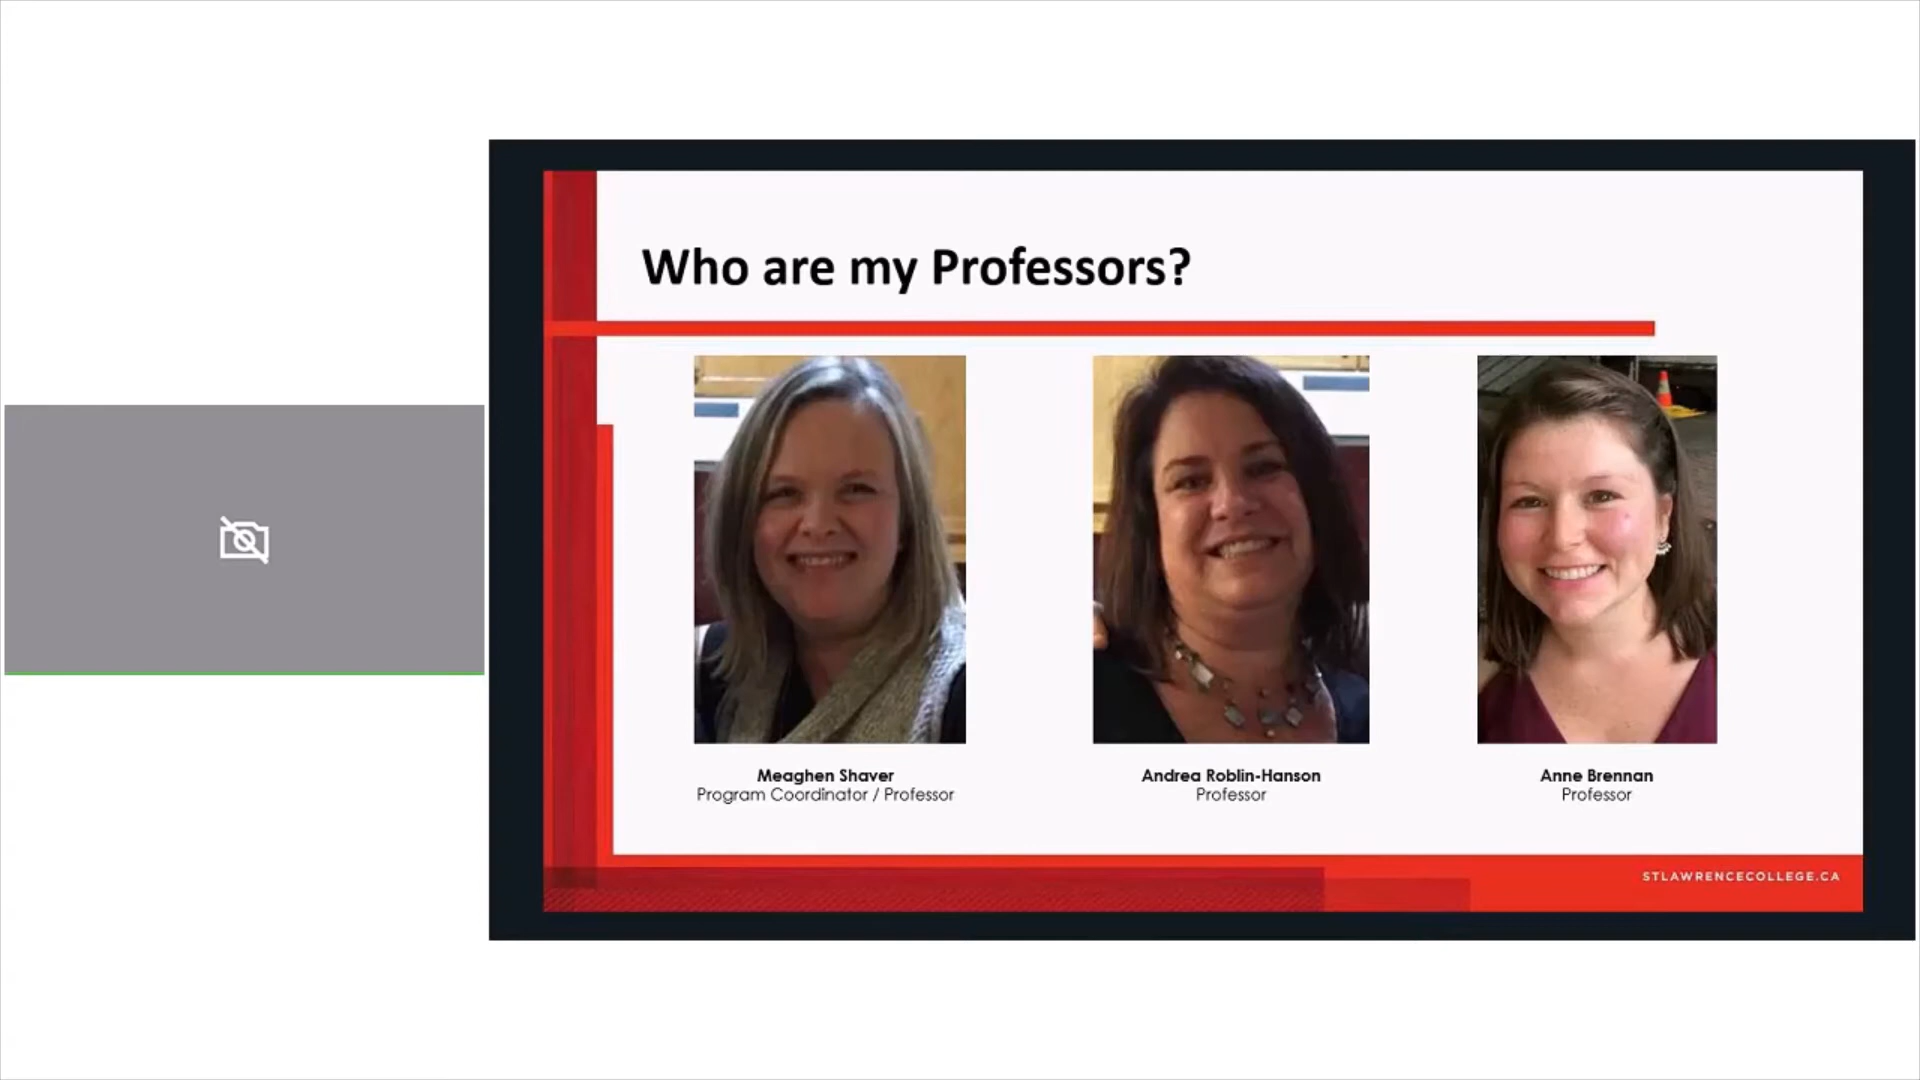 Who are my Professors?
Meaghen Shaver
Program Coordinator / Professor
Andrea Roblin-Hanson
Professor
Anne Brennan
Professor
STLAWRENCECOLLEGE.CA